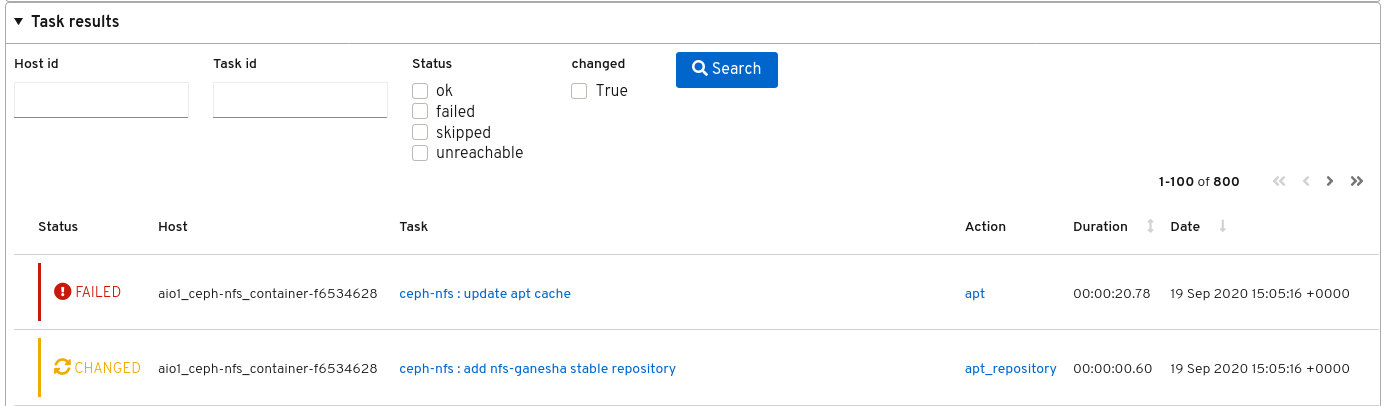 Task results
Host id Task id Status changed Search
ok True
failed
skipped
unreachable
1-100 of 800
Status Host Task Action Duration Date
FAILED aio1_ceph-nfs_container-f6534628 ceph-nfs : update apt cache apt 00:00:20.78 19 Sep 2020 15:05:16 +0000
CHANGED aio1_ceph-nfs_container-f6534628 ceph-nfs : add nfs-ganesha stable repository apt_repository 00:00:00.60 19 Sep 2020 15:05:16 +0000